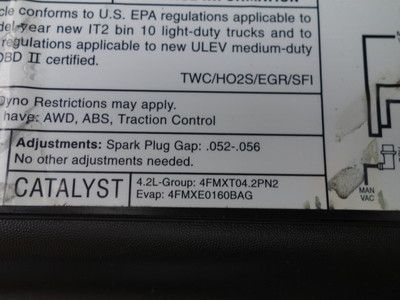 cle conforms to U.S. EPA regulations applicable to
del-year new IT2 bin 10 light-duty trucks and to
regulations applicable to new ULEV medium-duty
OBD II certified.
TWC/HO2S/EGR/SFI
Dyno Restrictions may apply.
have: AWD, ABS, Traction Control
Adjustments: Spark Plug Gap: .052-.056
No other adjustments needed.
CATALYST
4.2L-Group: 4FMXT04.2PN2
Evap: 4FMXE0160BAG
MAN
VAC